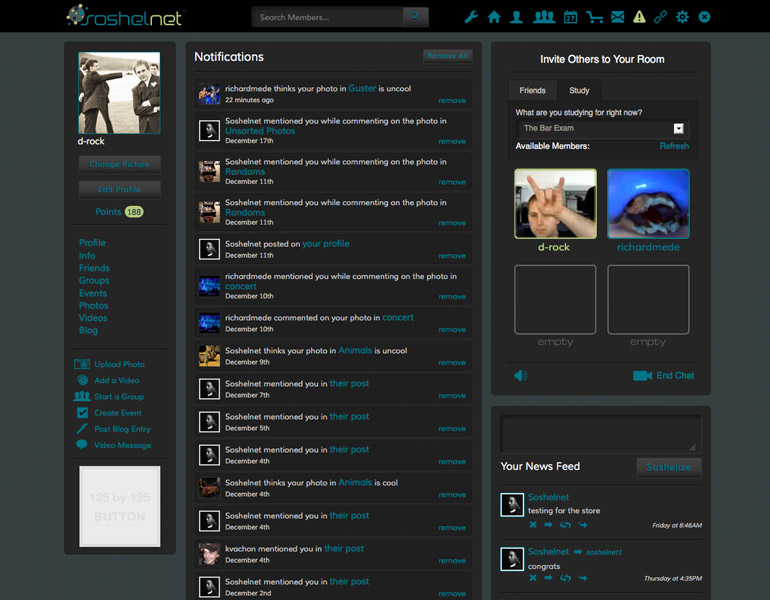 soshelnet
Search Members...
27
d-rock
Change Picture
Edit Profile
Points 188
Profile
Info
Friends
Groups
Events
Photos
Videos
Blog
Upload Photo
Add a Video
Start a Group
Create Event
Post Blog Entry
Video Message
125 by 125
BUTTON
Notifications
Remove All
richardmede thinks your photo in Guster is uncool
22 minutes ago
remove
Soshelnet mentioned you while commenting on the photo in
Unsorted Photos
December 17th
remove
Soshelnet mentioned you while commenting on the photo in
Randoms
December 11th
remove
Soshelnet mentioned you while commenting on the photo in
Randoms
December 11th
remove
Soshelnet posted on your profile
December 11th
remove
richardmede mentioned you while commenting on the photo in
concert
December 10th
remove
richardmede commented on your photo in concert
December 10th
remove
Soshelnet thinks your photo in Animals is uncool
December 9th
remove
Soshelnet mentioned you in their post
December 7th
remove
Soshelnet mentioned you in their post
December 5th
remove
Soshelnet mentioned you in their post
December 4th
remove
Soshelnet thinks your photo in Animals is cool
December 4th
remove
Soshelnet mentioned you in their post
December 4th
remove
kvachon mentioned you in their post
December 4th
remove
Soshelnet mentioned you in their post
December 2nd
remove
Invite Others to Your Room
Friends
Study
What are you studying for right now?
The Bar Exam
Available Members:
Refresh
d-rock
richardmede
empty
empty
End Chat
Your News Feed
Soshelize
Soshelnet
testing for the store
Friday at 8:46AM
Soshelnet
soshelnet1
congrats
Thursday at 4:35PM